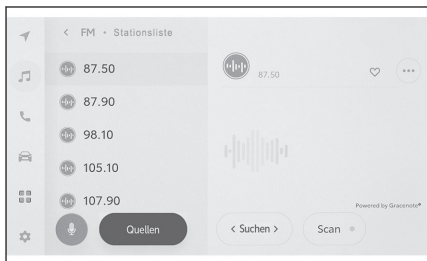 < FM • Stationsliste
87.50
87.90
98.10
105.10
107.90
Quellen
87.50
Powered by Gracenote®
< Suchen >
Scan